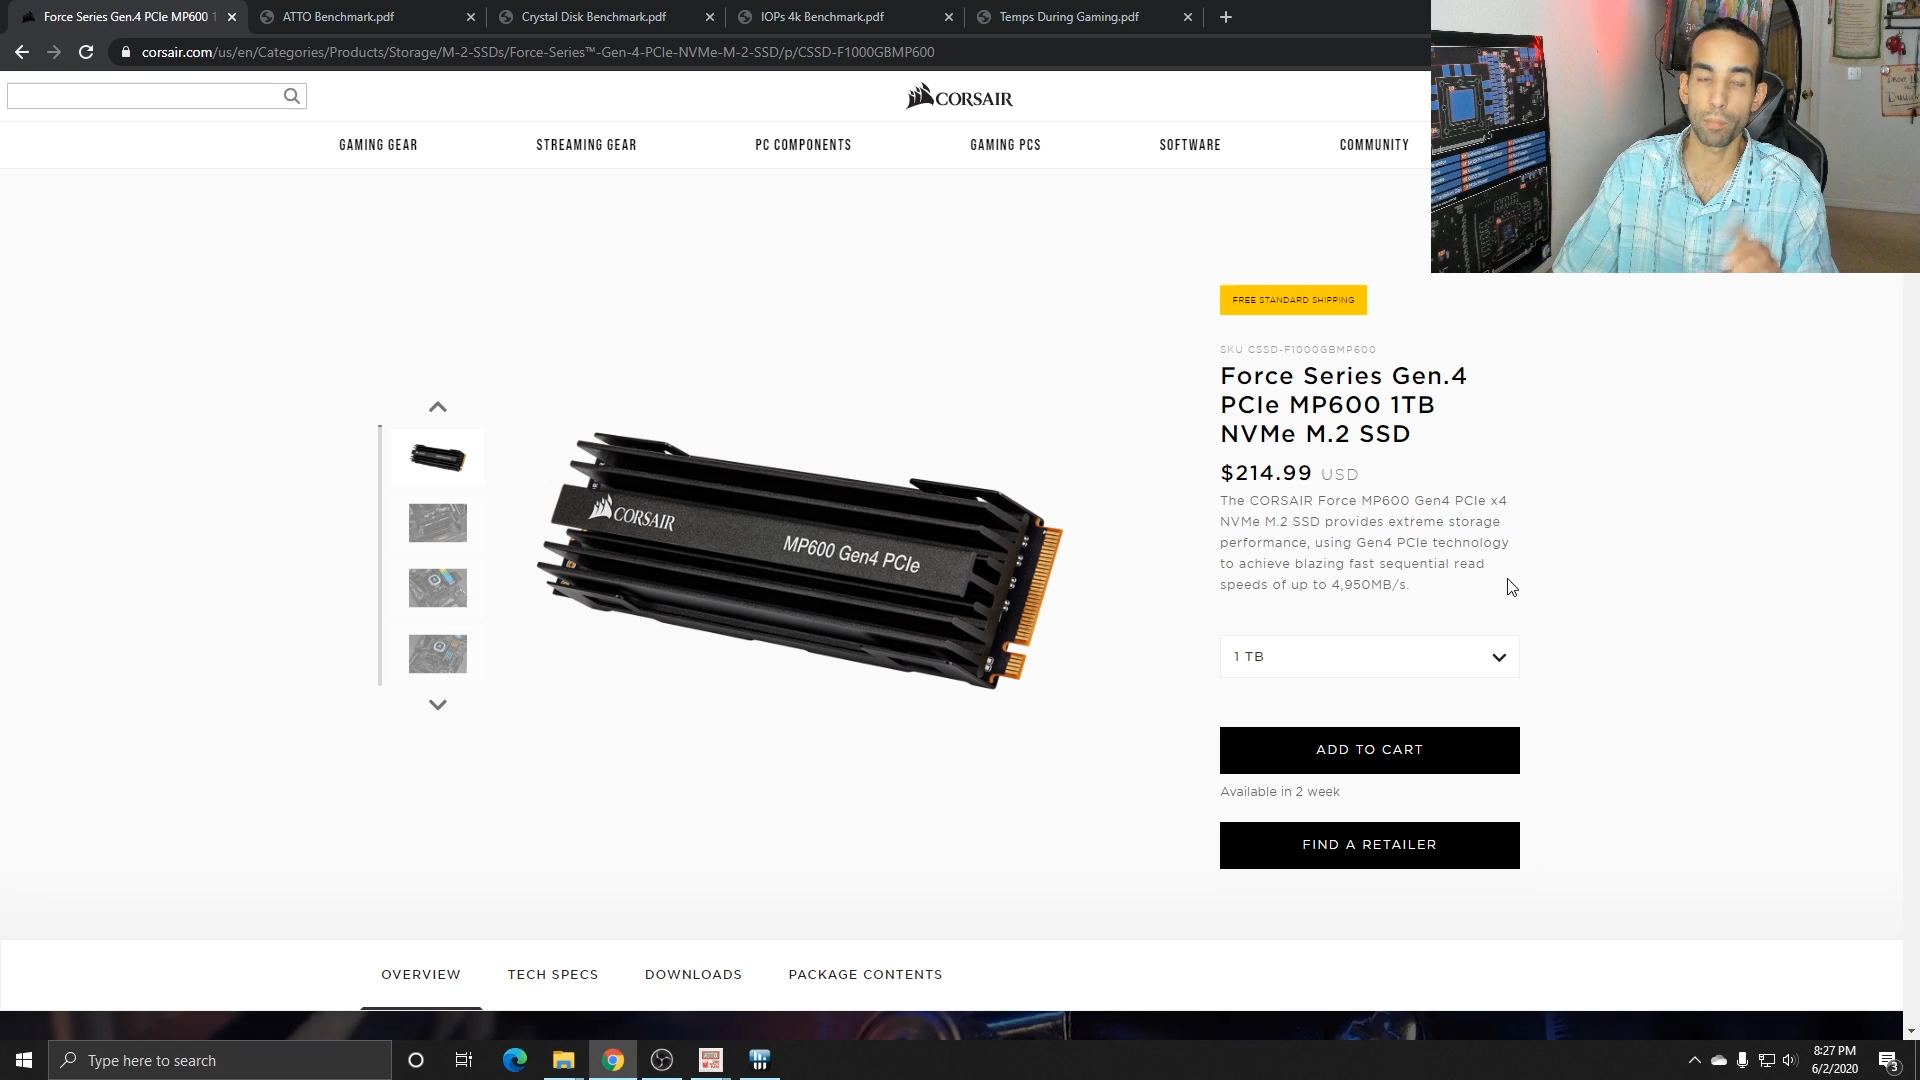 Force Series Gen.4 PCIe MP600 1
ATTO Benchmark.pdf
Crystal Disk Benchmark.pdf
IOPs 4k Benchmark.pdf
Temps During Gaming.pdf
corsair.com/us/en/Categories/Products/Storage/M-2-SSDs/Force-Series™-Gen-4-PCIe-NVMe-M-2-SSD/p/CSSD-F1000GBMP600
CORSAIR
GAMING GEAR
STREAMING GEAR
PC COMPONENTS
GAMING PCS
SOFTWARE
COMMUNITY
FREE STANDARD SHIPPING
SKU CSSD-F1000GBMP600
Force Series Gen.4
PCIe MP600 1TB
NVMe M.2 SSD
$214.99 USD
The CORSAIR Force MP600 Gen4 PCIe x4
NVMe M.2 SSD provides extreme storage
performance, using Gen4 PCIe technology
to achieve blazing fast sequential read
speeds of up to 4,950MB/s.
CORSAIR
MP600 Gen4 PCIe
1 TB
ADD TO CART
Available in 2 week
FIND A RETAILER
OVERVIEW
TECH SPECS
DOWNLOADS
PACKAGE CONTENTS
Type here to search
8:27 PM
6/2/2020
3